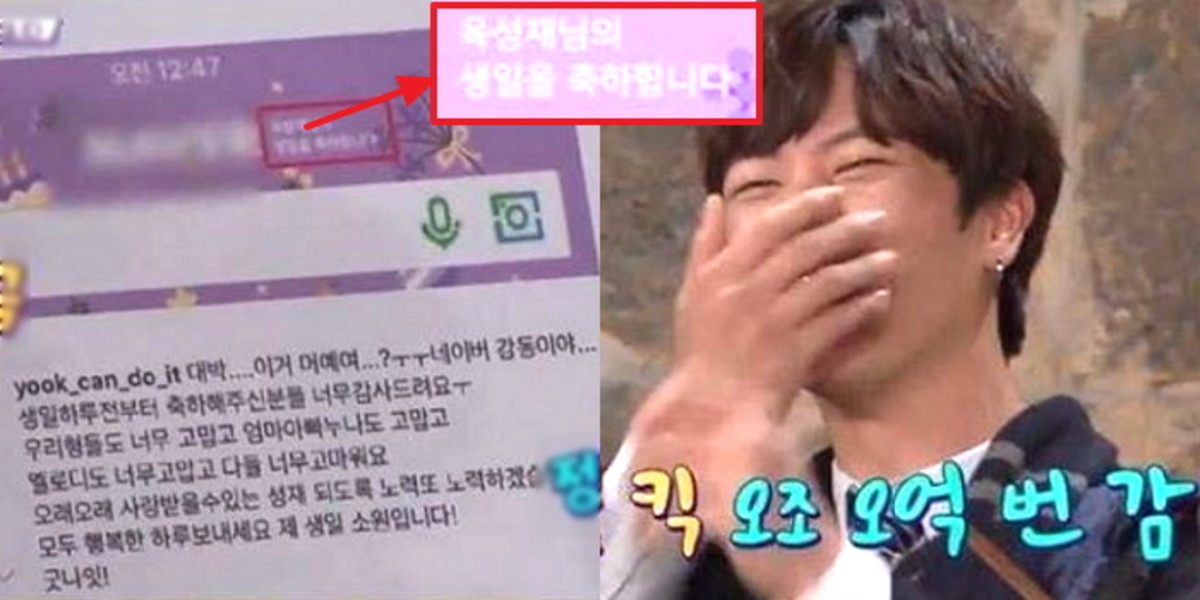 오전 12:47
육성재님의
생일을 축하합니다
yook_can_do_it 대박....이거 머예여...?ㅜㅜ네이버 감동이야...
생일하루전부터 축하해주신분들 너무감사드려요ㅜ
우리형들도 너무 고맙고 엄마아빠누나도 고맙고
멜로디도 너무고맙고 다들 너무고마워요
오래오래 사랑받을수있는 성재 되도록 노력또 노력하겠습
모두 행복한 하루보내세요 제 생일 소원입니다!
굿나잇!
정
킥 오조 오억 번 감